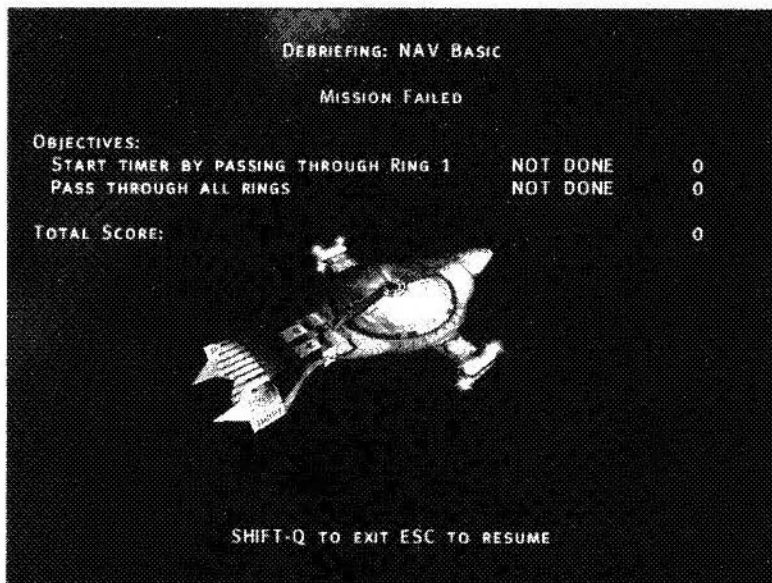 DEBRIEFING: NAV BASIC
MISSION FAILED
OBJECTIVES:
START TIMER BY PASSING THROUGH RING 1 NOT DONE 0
PASS THROUGH ALL RINGS NOT DONE 0
TOTAL SCORE: 0
SHIFT-Q TO EXIT ESC TO RESUME